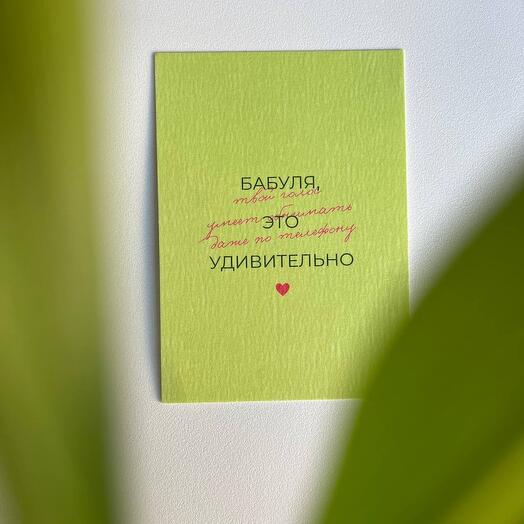 БАБУЛЯ,
твой голос
умеет обнимать
ЭТО
даже по телефону
УДИВИТЕЛЬНО